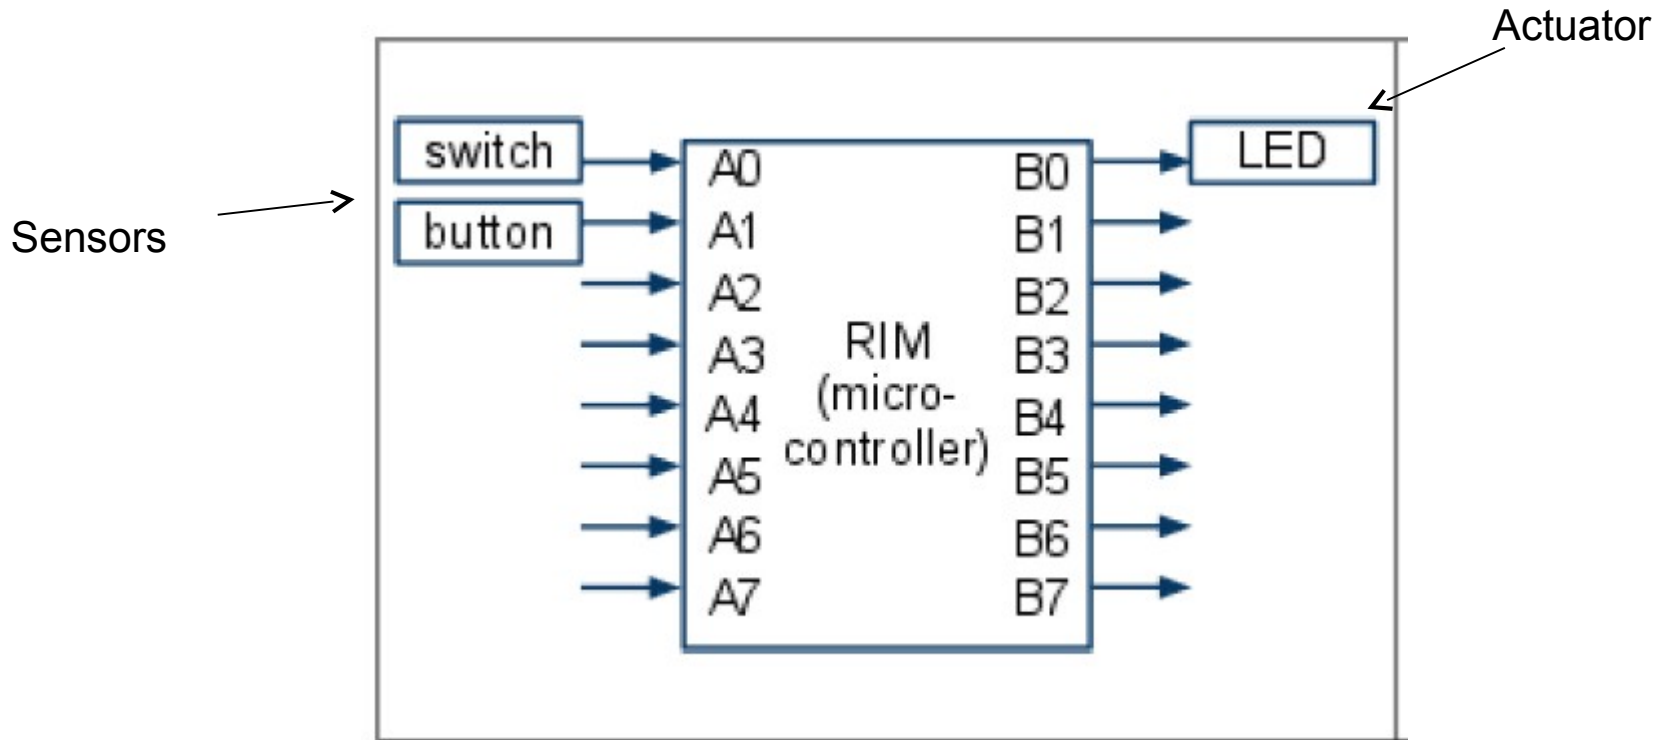 Actuator
switch
button
Sensors
A0
A1
A2
A3
A4
A5
A6
A7
RIM
(micro-
controller)
B0
B1
B2
B3
B4
B5
B6
B7
LED